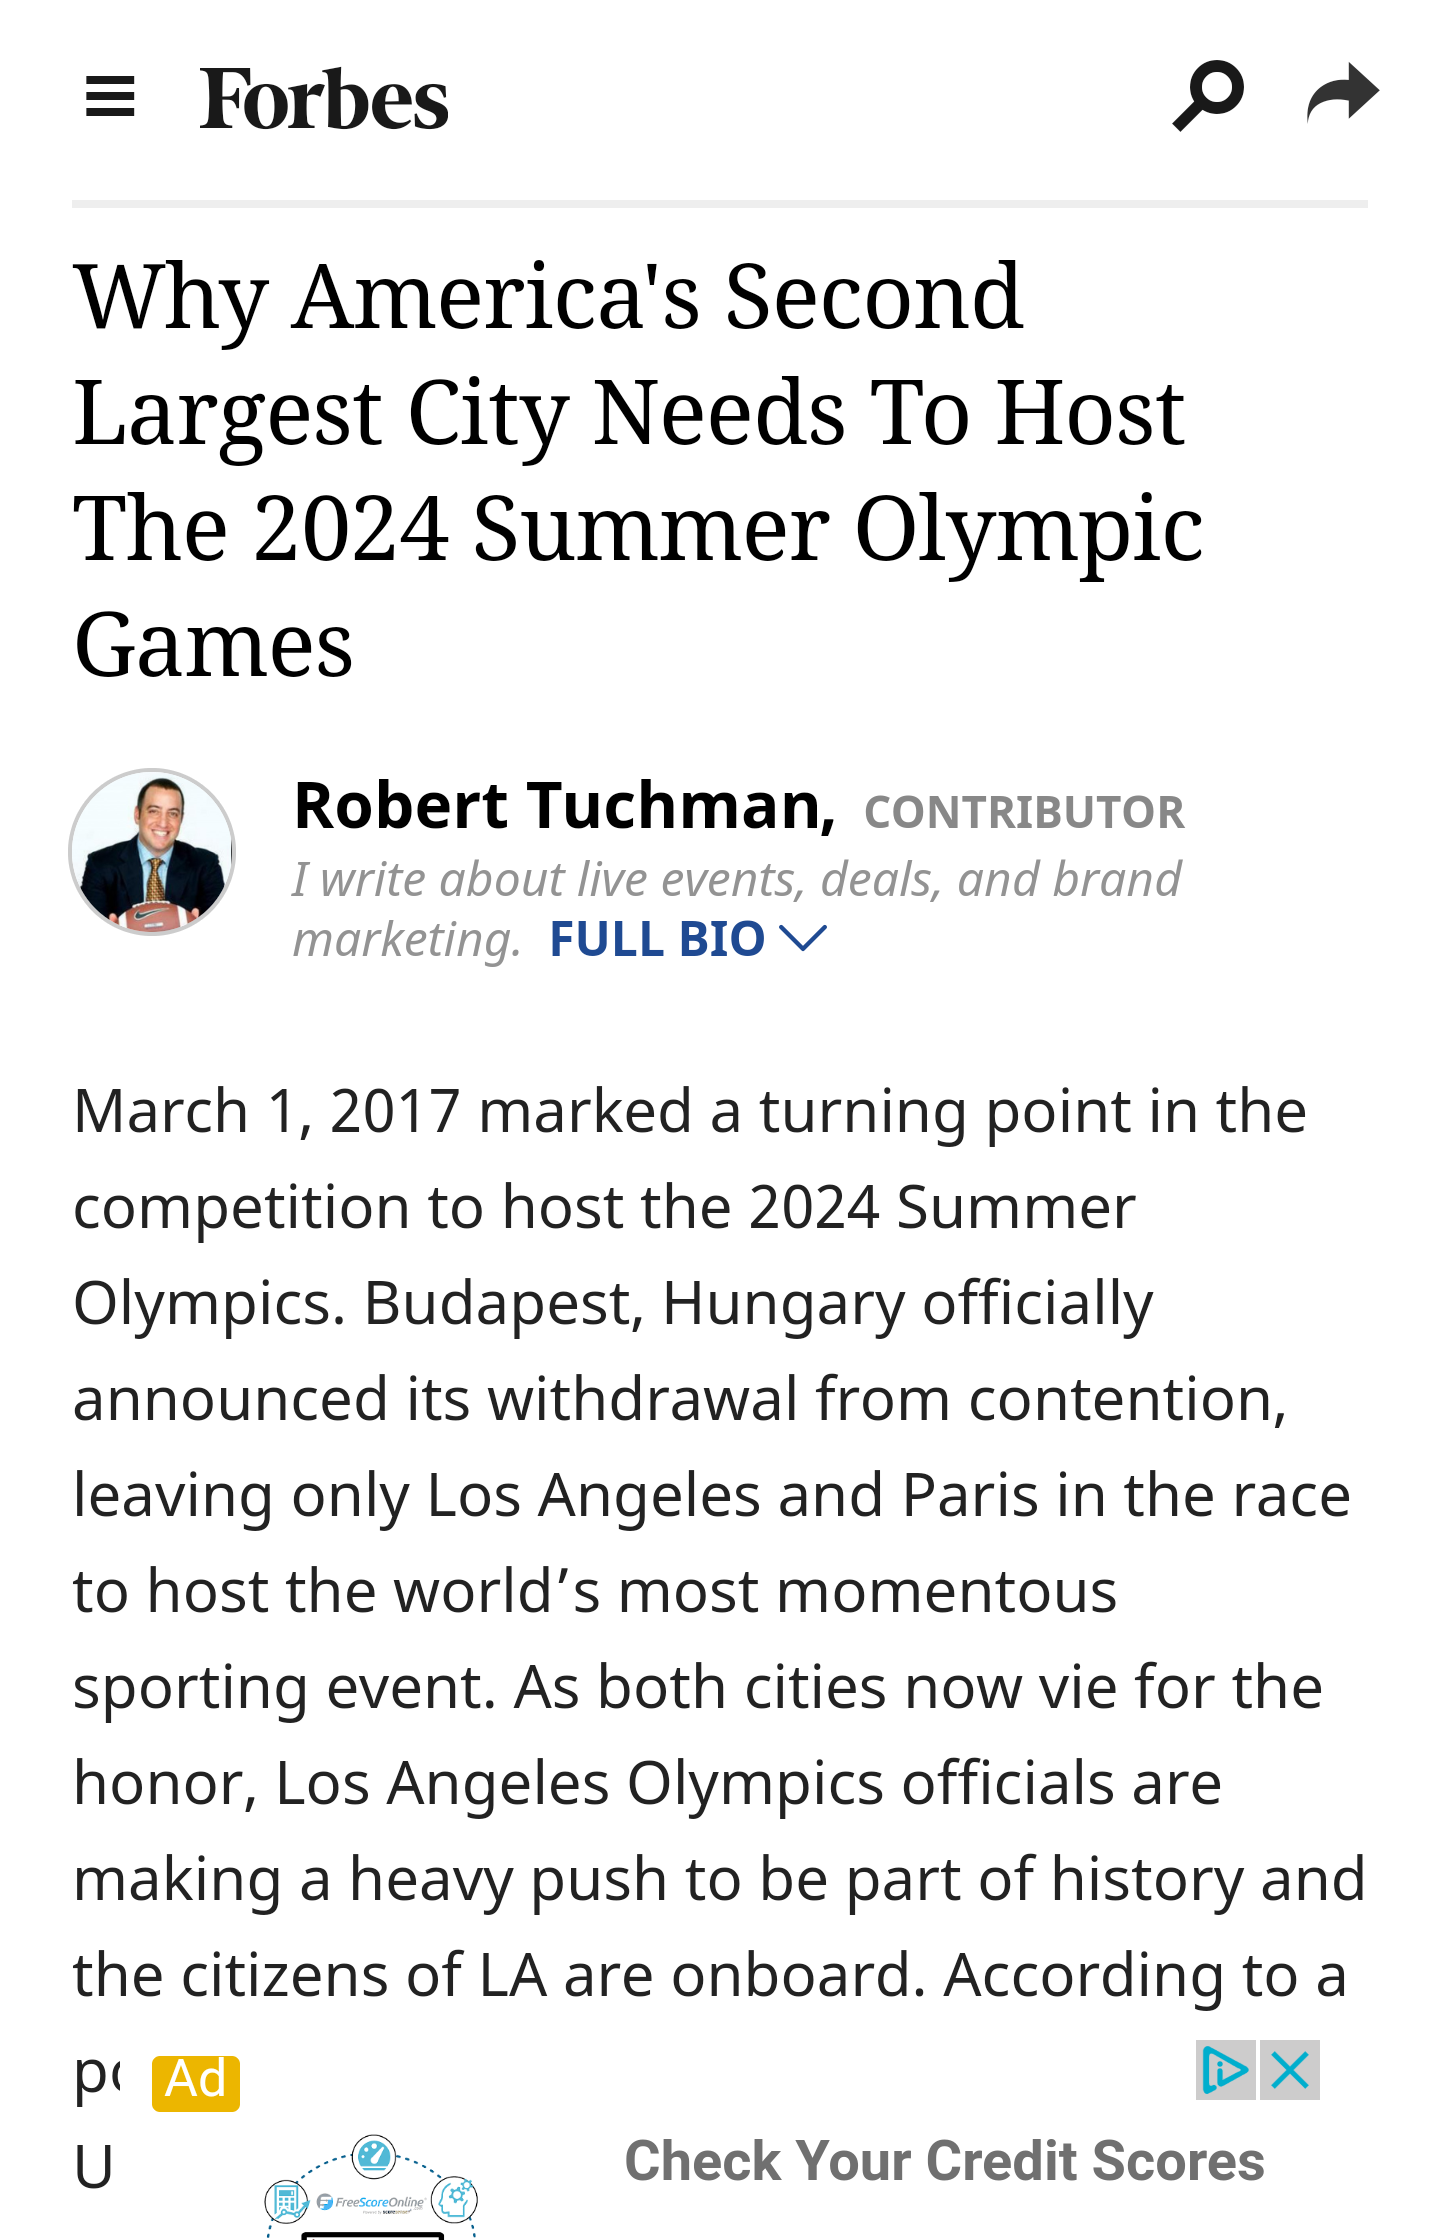 Forbes
Why America's Second
Largest City Needs To Host
The 2024 Summer Olympic
Games
Robert Tuchman, CONTRIBUTOR
I write about live events, deals, and brand
marketing. FULL BIO
March 1, 2017 marked a turning point in the
competition to host the 2024 Summer
Olympics. Budapest, Hungary officially
announced its withdrawal from contention,
leaving only Los Angeles and Paris in the race
to host the world’s most momentous
sporting event. As both cities now vie for the
honor, Los Angeles Olympics officials are
making a heavy push to be part of history and
the citizens of LA are onboard. According to a
Ad
Check Your Credit Scores
U
FreeScoreOnline